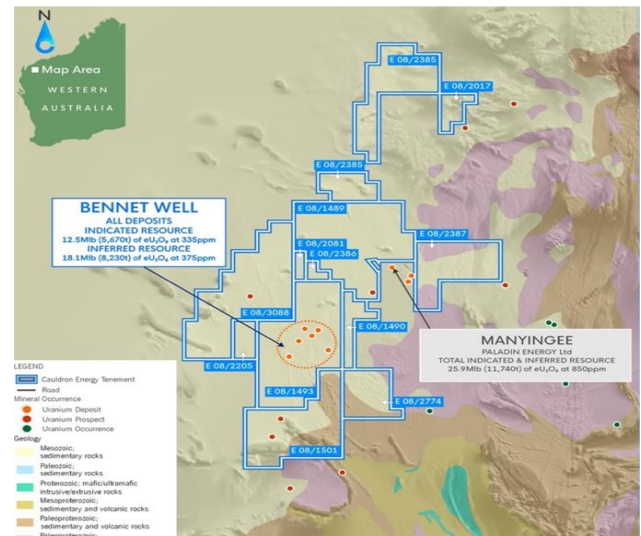 N
Map Area
WESTERN
AUSTRALIA
E 08/2385
E 08/2017
E 08/2385
E 08/1489
BENNET WELL
ALL DEPOSITS
INDICATED RESOURCE
12.5Mlb (5,670t) of eU₃O₈ at 335ppm
INFERRED RESOURCE
18.1Mlb (8,230t) of eU₃O₈ at 375ppm
E 08/2387
E 08/2081
E 08/2386
E 08/3088
E 08/1490
MANYINGEE
PALADIN ENERGY Ltd
TOTAL INDICATED & INFERRED RESOURCE
25.9Mlb (11,740t) of eU₃O₈ at 850ppm
E 08/2205
E 08/1493
E 08/2774
E 08/1501
LEGEND
Cauldron Energy Tenement
Road
Mineral Occurrence
Uranium Deposit
Uranium Prospect
Uranium Occurrence
Geology
Mesozoic;
sedimentary rocks
Paleozoic;
sedimentary rocks
Proterozoic; mafic/ultramafic
intrusive/extrusive rocks
Mesoproterozoic;
sedimentary and volcanic rocks
Paleoproterozoic;
sedimentary and volcanic rocks